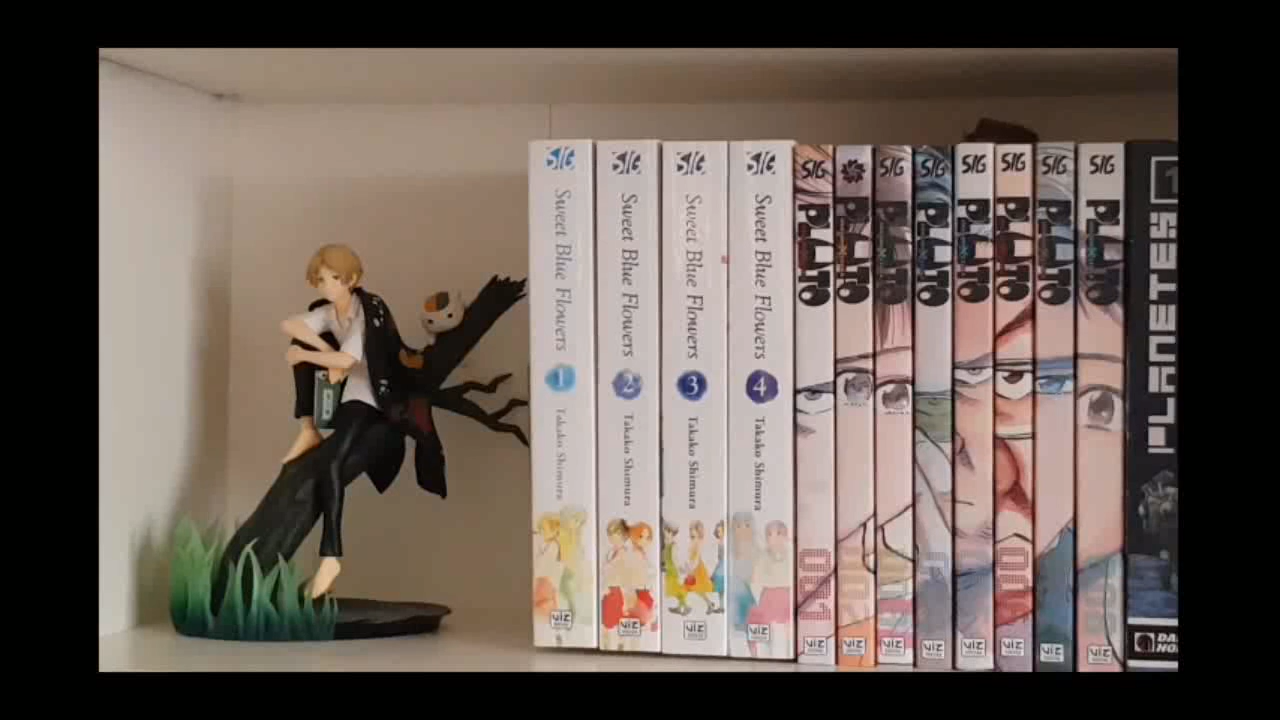 SIG Sweet Blue Flowers 1 Takako Shimura VIZ
SIG Sweet Blue Flowers 2 Takako Shimura VIZ
SIG Sweet Blue Flowers 3 Takako Shimura VIZ
SIG Sweet Blue Flowers 4 Takako Shimura VIZ
SIG PLUTO 001 VIZ
PLUTO VIZ
SIG PLUTO VIZ
SIG PLUTO VIZ
SIG PLUTO VIZ
SIG PLUTO VIZ
SIG PLUTO VIZ
SIG PLUTO VIZ
1 PLANETES